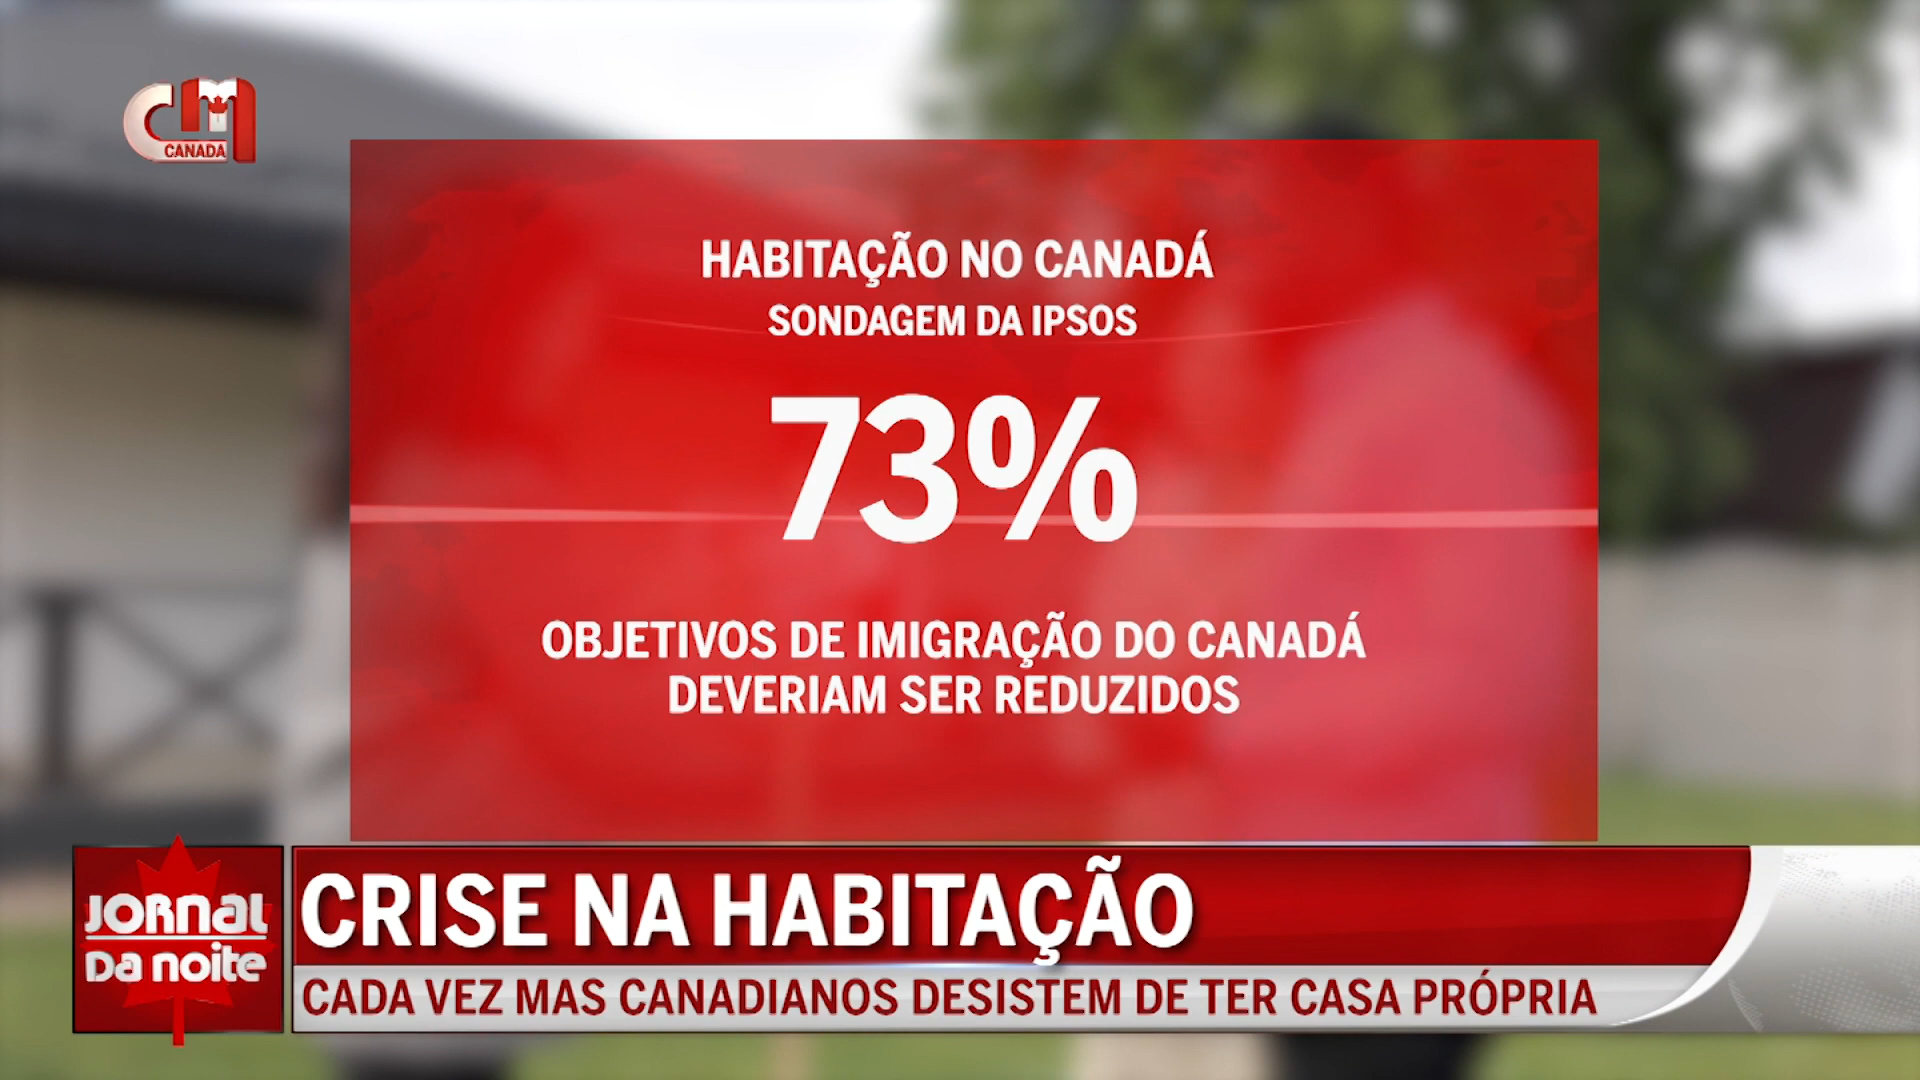 CM
CANADA
HABITAÇÃO NO CANADÁ
SONDAGEM DA IPSOS
73%
OBJETIVOS DE IMIGRAÇÃO DO CANADÁ
DEVERIAM SER REDUZIDOS
JORNAL
DA NOITE
CRISE NA HABITAÇÃO
CADA VEZ MAS CANADIANOS DESISTEM DE TER CASA PRÓPRIA